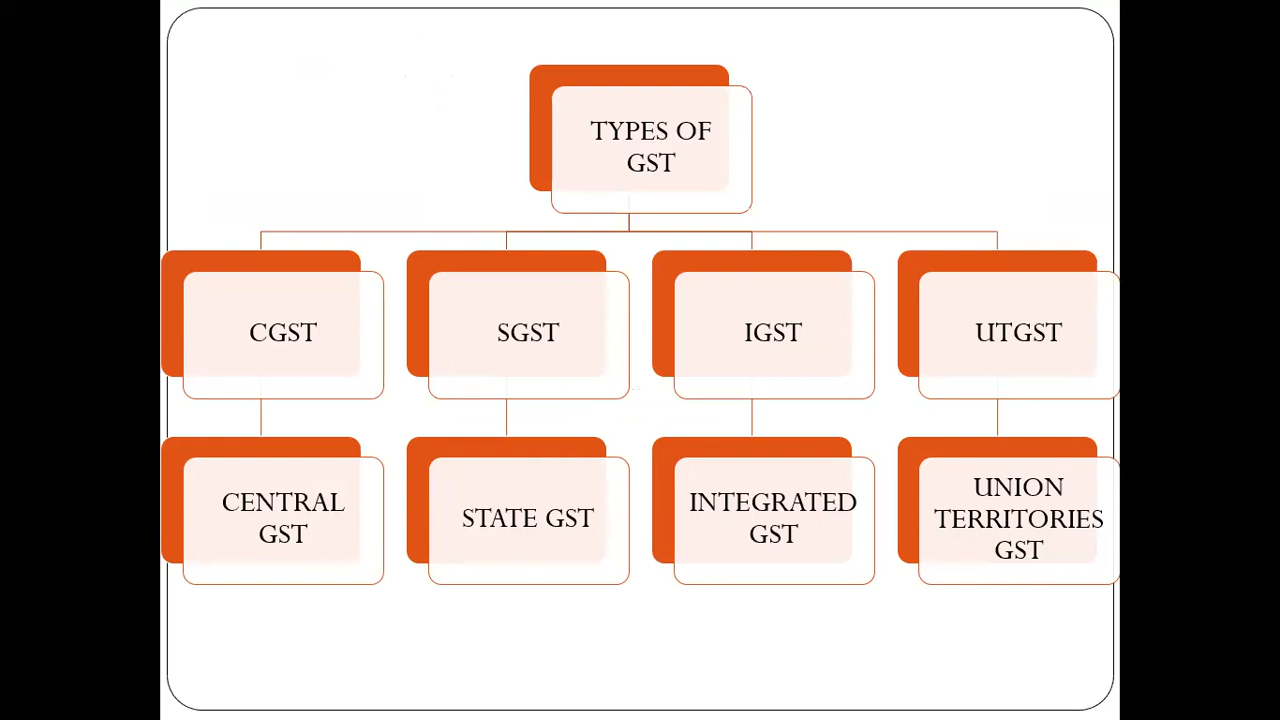 TYPES OF
GST
CGST
SGST
IGST
UTGST
CENTRAL
GST
STATE GST
INTEGRATED
GST
UNION
TERRITORIES
GST